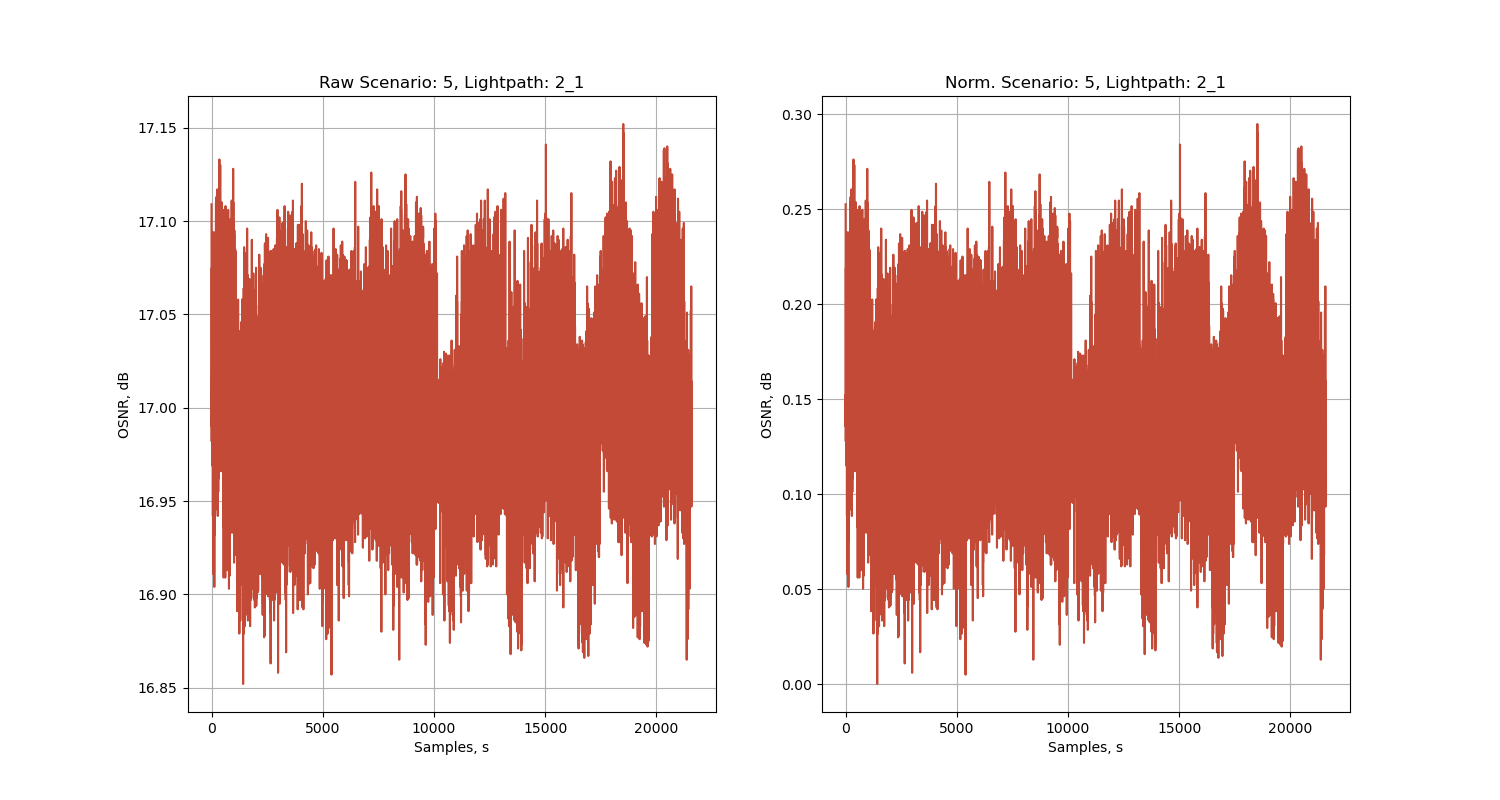 Raw Scenario: 5, Lightpath: 2_1
OSNR, dB
17.15
17.10
17.05
17.00
16.95
16.90
16.85
0 5000 10000 15000 20000
Samples, s
Norm. Scenario: 5, Lightpath: 2_1
OSNR, dB
0.30
0.25
0.20
0.15
0.10
0.05
0.00
0 5000 10000 15000 20000
Samples, s